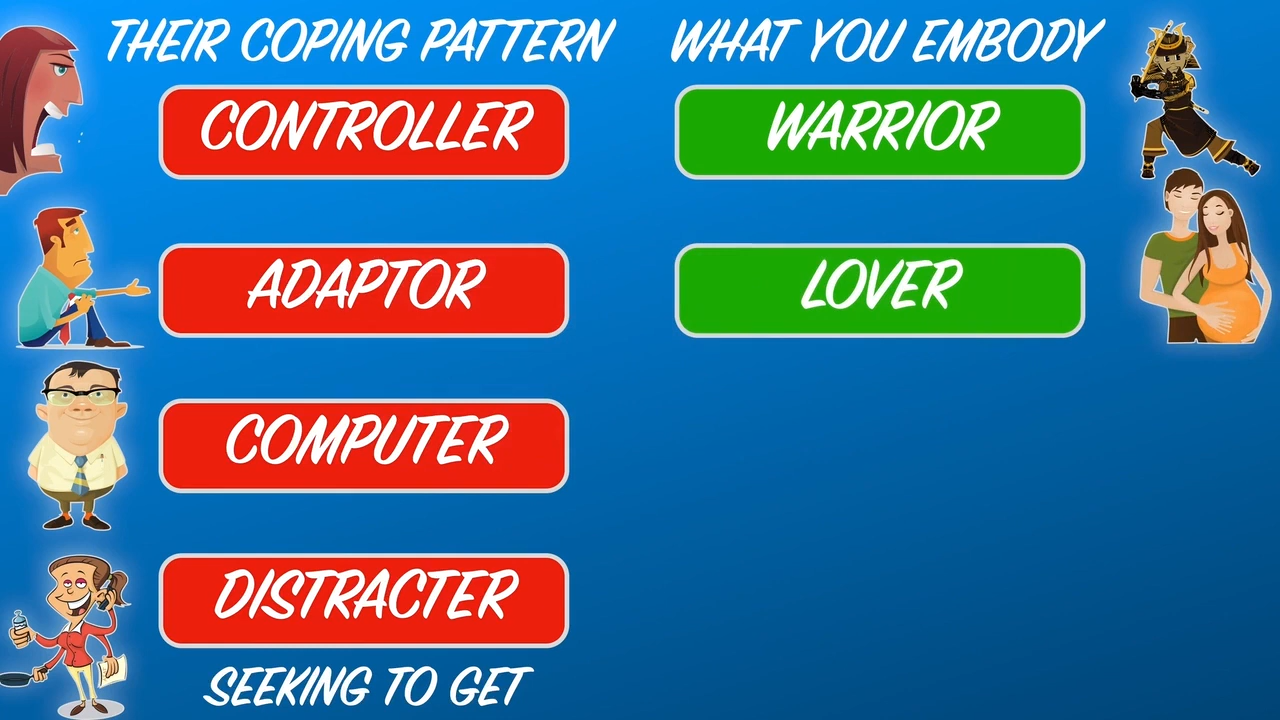 THEIR COPING PATTERN
WHAT YOU EMBODY
CONTROLLER
WARRIOR
ADAPTOR
LOVER
COMPUTER
DISTRACTER
SEEKING TO GET